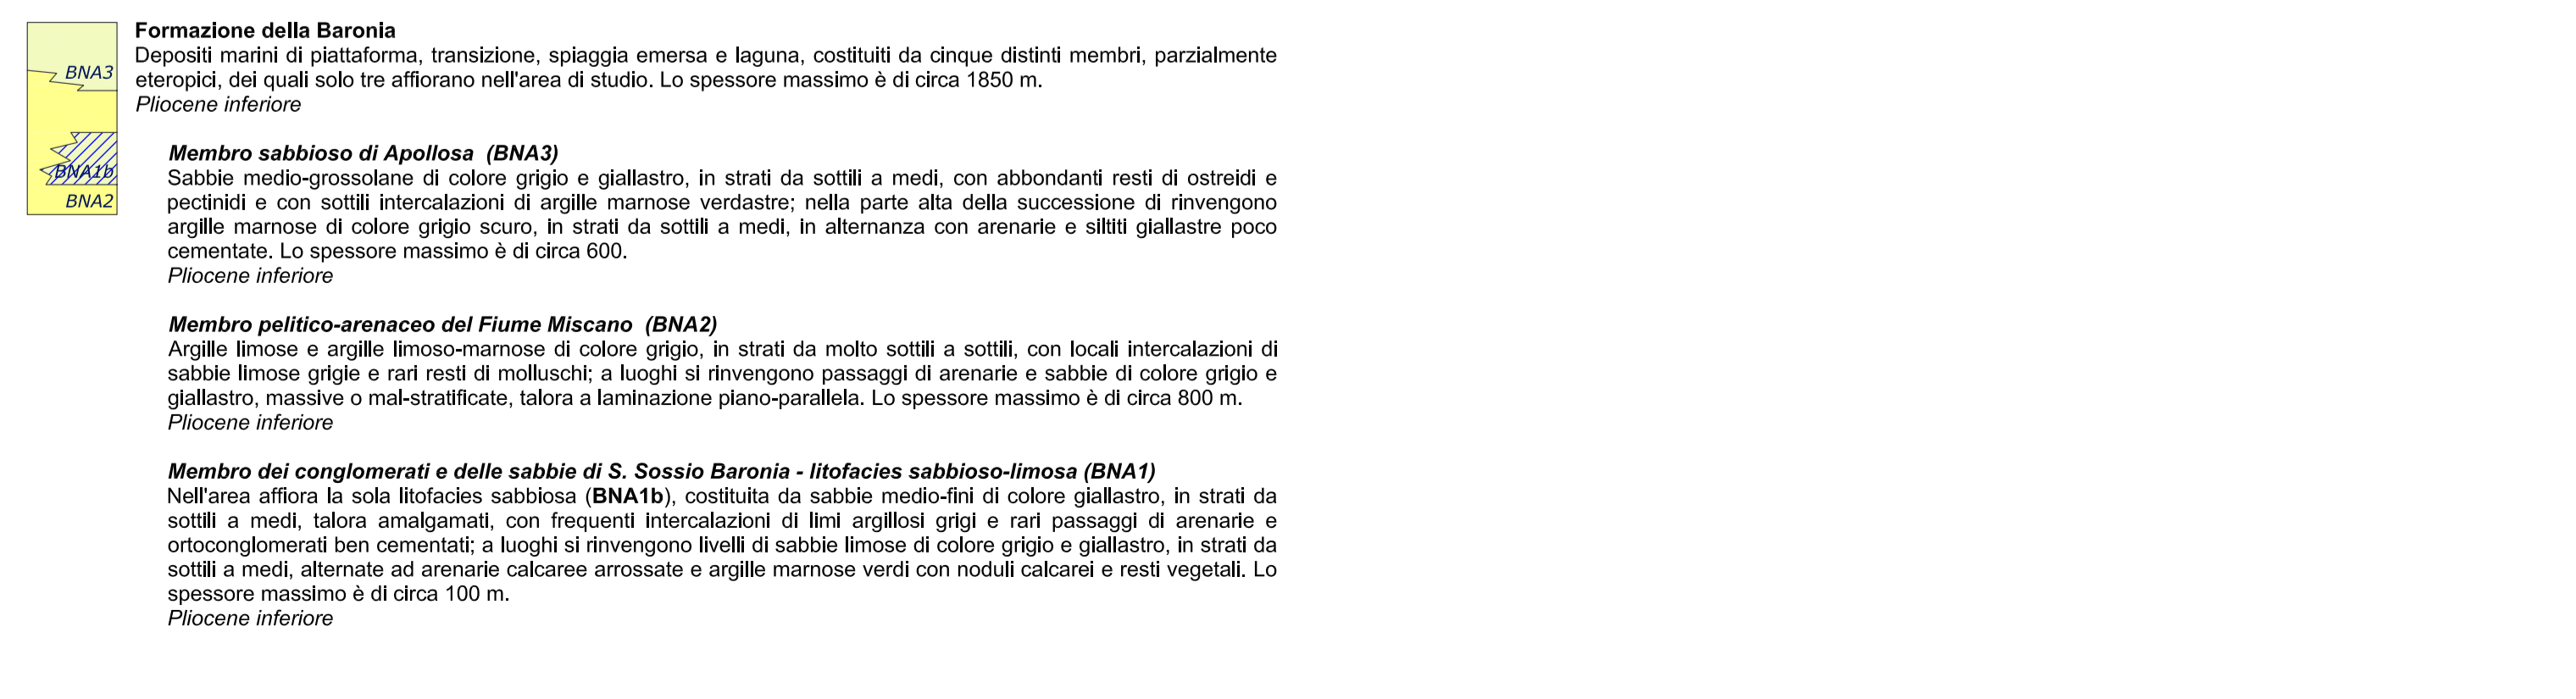 Formazione della Baronia
Depositi marini di piattaforma, transizione, spiaggia emersa e laguna, costituiti da cinque distinti membri, parzialmente
eteropici, dei quali solo tre affiorano nell'area di studio. Lo spessore massimo è di circa 1850 m.
Pliocene inferiore
BNA3
BNA1b
BNA2
Membro sabbioso di Apollosa (BNA3)
Sabbie medio-grossolane di colore grigio e giallastro, in strati da sottili a medi, con abbondanti resti di ostreidi e
pectinidi e con sottili intercalazioni di argille marnose verdastre; nella parte alta della successione di rinvengono
argille marnose di colore grigio scuro, in strati da sottili a medi, in alternanza con arenarie e siltiti giallastre poco
cementate. Lo spessore massimo è di circa 600.
Pliocene inferiore
Membro pelitico-arenaceo del Fiume Miscano (BNA2)
Argille limose e argille limoso-marnose di colore grigio, in strati da molto sottili a sottili, con locali intercalazioni di
sabbie limose grigie e rari resti di molluschi; a luoghi si rinvengono passaggi di arenarie e sabbie di colore grigio e
giallastro, massive o mal-stratificate, talora a laminazione piano-parallela. Lo spessore massimo è di circa 800 m.
Pliocene inferiore
Membro dei conglomerati e delle sabbie di S. Sossio Baronia - litofacies sabbioso-limosa (BNA1)
Nell'area affiora la sola litofacies sabbiosa (BNA1b), costituita da sabbie medio-fini di colore giallastro, in strati da
sottili a medi, talora amalgamati, con frequenti intercalazioni di limi argillosi grigi e rari passaggi di arenarie e
ortoconglomerati ben cementati; a luoghi si rinvengono livelli di sabbie limose di colore grigio e giallastro, in strati da
sottili a medi, alternate ad arenarie calcaree arrossate e argille marnose verdi con noduli calcarei e resti vegetali. Lo
spessore massimo è di circa 100 m.
Pliocene inferiore